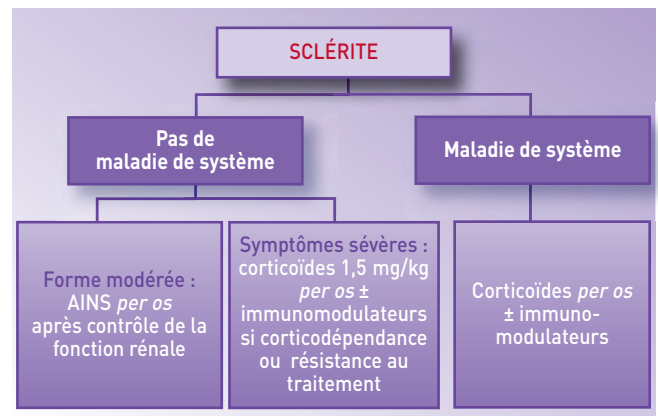 SCLÉRITE
Pas de
maladie de système
Maladie de système
Forme modérée :
AINS per os
après contrôle de la
fonction rénale
Symptômes sévères :
corticoïdes 1,5 mg/kg
per os ±
immunomodulateurs
si corticodépendance
ou résistance au
traitement
Corticoïdes per os
± immuno-
modulateurs